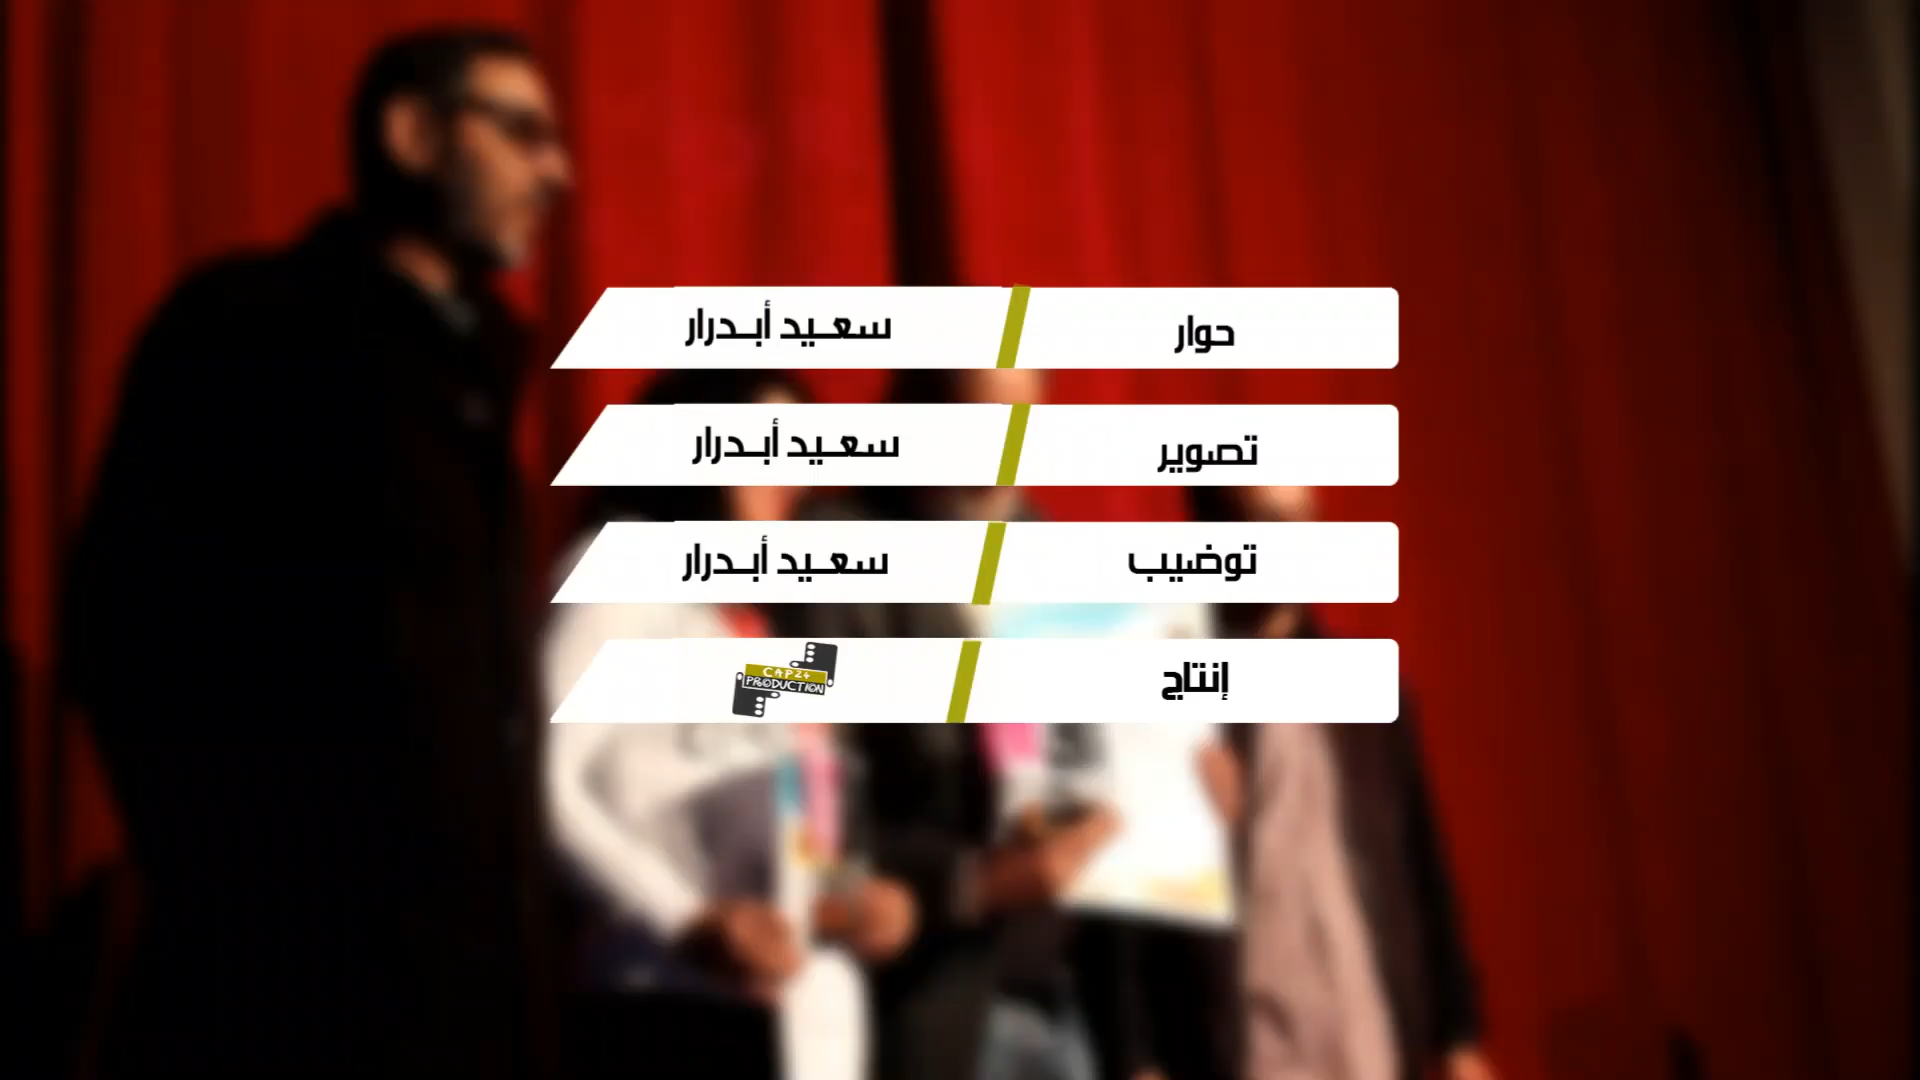 حوار سعيد أبدرار
تصوير سعيد أبدرار
توضيب سعيد أبدرار
إنتاج
CAP24
PRODUCTION